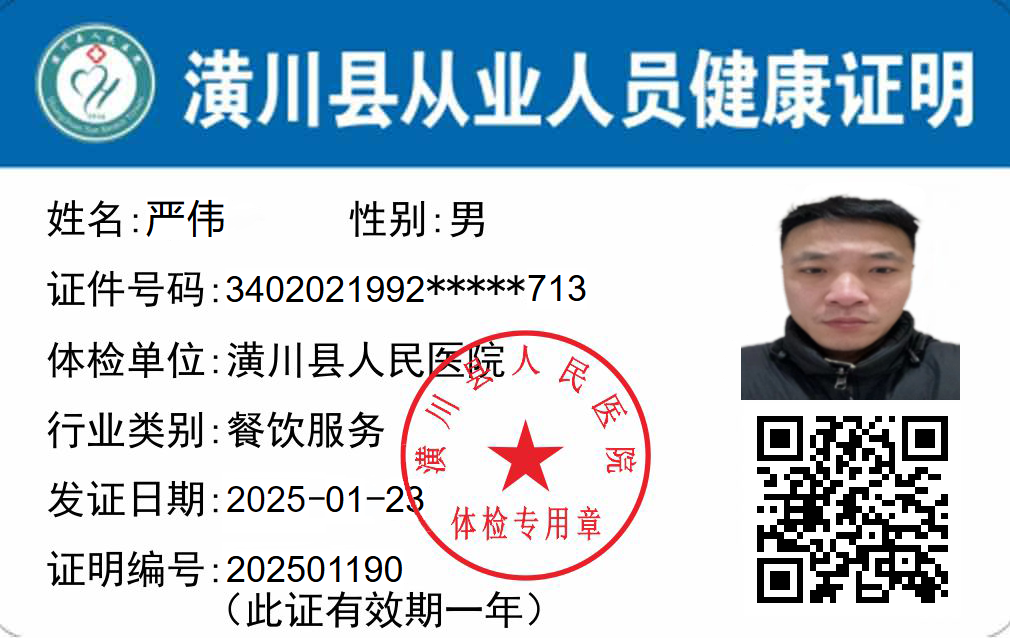 潢川县从业人员健康证明
姓名:严伟 性别:男
证件号码:3402021992*****713
体检单位:潢川县人民医院
行业类别:餐饮服务
发证日期:2025-01-23
证明编号:202501190
（此证有效期一年）
潢川县人民医院
体检专用章